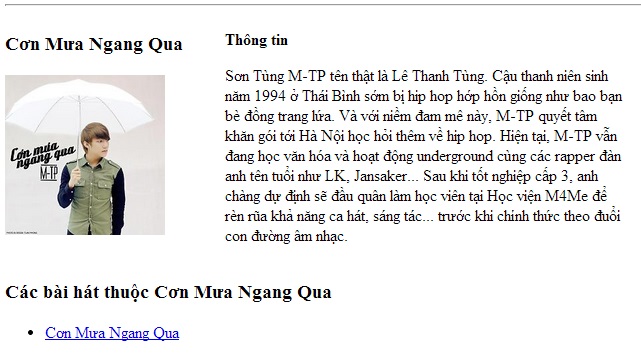 Cơn Mưa Ngang Qua
Cơn mưa
ngang qua
M-TP
Thông tin
Sơn Tùng M-TP tên thật là Lê Thanh Tùng. Cậu thanh niên sinh
năm 1994 ở Thái Bình sớm bị hip hop hớp hồn giống như bao bạn
bè đồng trang lứa. Và với niềm đam mê này, M-TP quyết tâm
khăn gói tới Hà Nội học hỏi thêm về hip hop. Hiện tại, M-TP vẫn
đang học văn hóa và hoạt động underground cùng các rapper đàn
anh tên tuổi như LK, Jansaker... Sau khi tốt nghiệp cấp 3, anh
chàng dự định sẽ đầu quân làm học viên tại Học viện M4Me để
rèn rũa khả năng ca hát, sáng tác... trước khi chính thức theo đuổi
con đường âm nhạc.
Các bài hát thuộc Cơn Mưa Ngang Qua
Cơn Mưa Ngang Qua